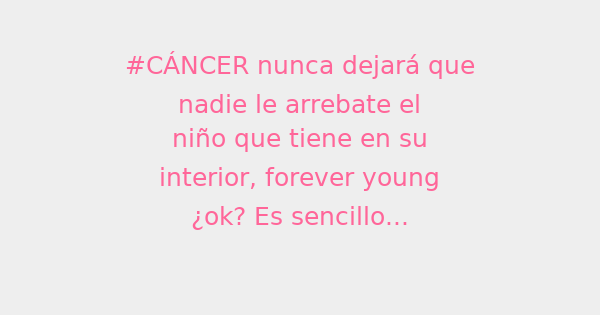 #CÁNCER nunca dejará que
nadie le arrebate el
niño que tiene en su
interior, forever young
¿ok? Es sencillo...